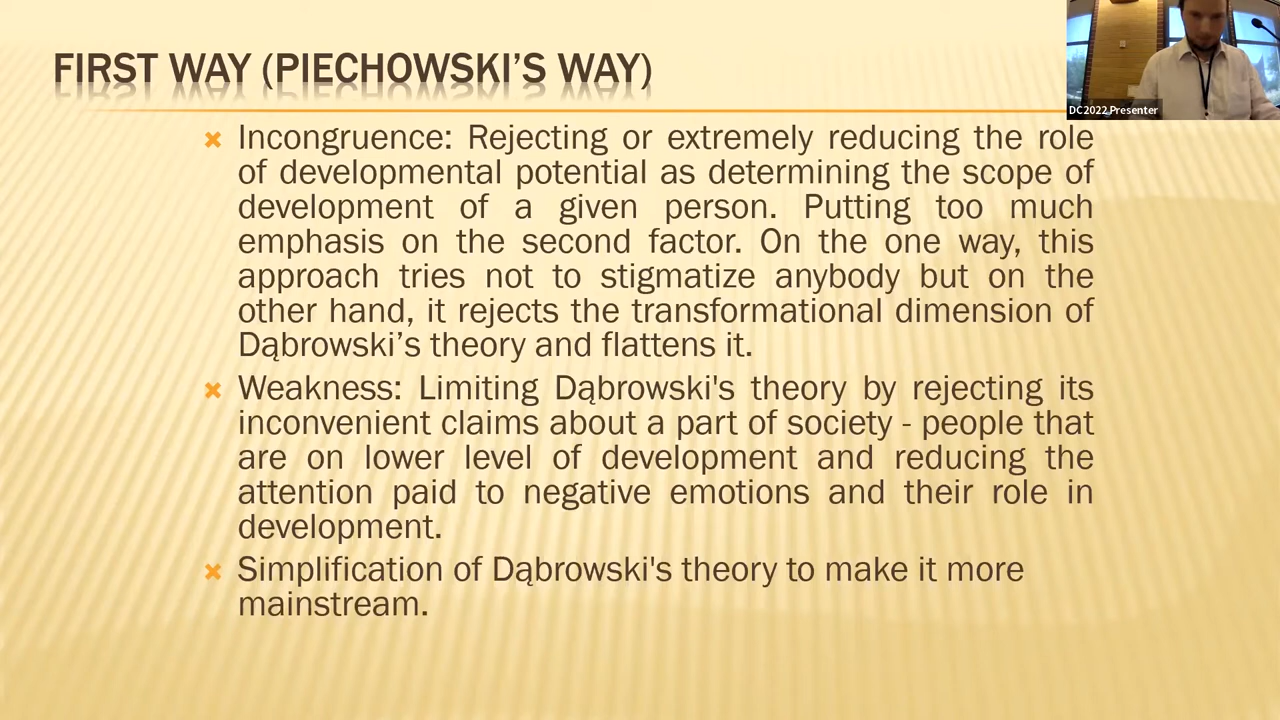 FIRST WAY (PIECHOWSKI'S WAY)
DC2022 Presenter
Incongruence: Rejecting or extremely reducing the role
of developmental potential as determining the scope of
development of a given person. Putting too much
emphasis on the second factor. On the one way, this
approach tries not to stigmatize anybody but on the
other hand, it rejects the transformational dimension of
Dąbrowski’s theory and flattens it.
Weakness: Limiting Dąbrowski's theory by rejecting its
inconvenient claims about a part of society - people that
are on lower level of development and reducing the
attention paid to negative emotions and their role in
development.
Simplification of Dąbrowski's theory to make it more
mainstream.